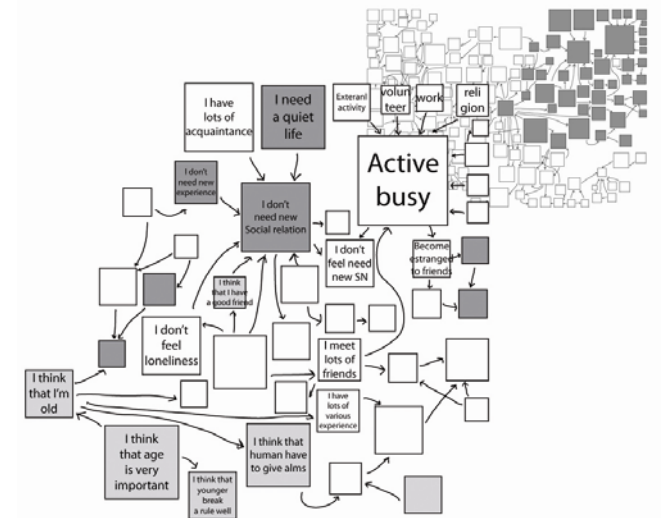 I have
lots of
acquaintance
I need
a quiet
life
Exteranl
activity
volun
teer
work
reli
gion
Active
busy
I don't
need new
experience
I don't
need new
Social relation
I don't
feel need
new SN
Become
estranged
to friends
I think
that I have
a good friend
I don't
feel
loneliness
I meet
lots of
friends
I think
that I'm
old
I have
lots of
various
experience
I think
that age
is very
important
I think that
human have
to give alms
I think that
younger
break
a rule well